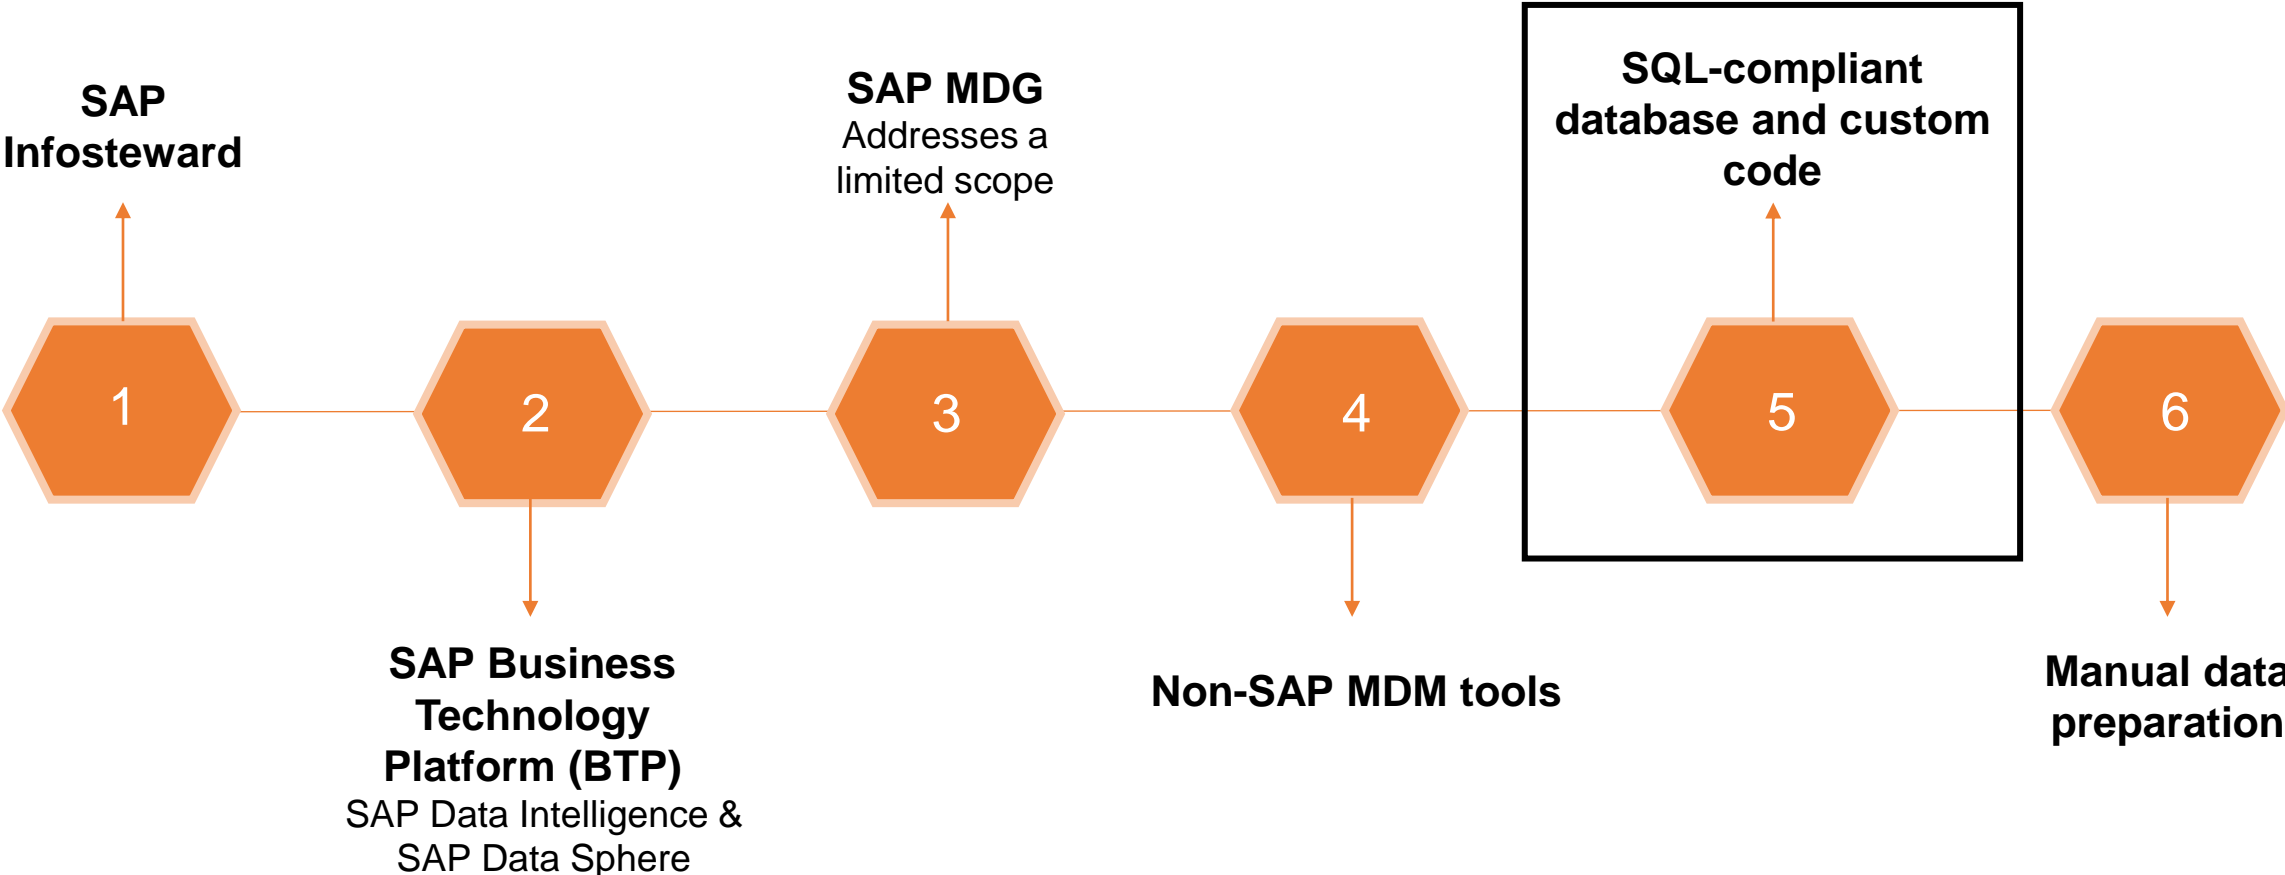 SAP
Infosteward
SAP MDG
Addresses a
limited scope
SQL-compliant
database and custom
code
1
2
3
4
5
6
SAP Business
Technology
Platform (BTP)
SAP Data Intelligence &
SAP Data Sphere
Non-SAP MDM tools
Manual data
preparation